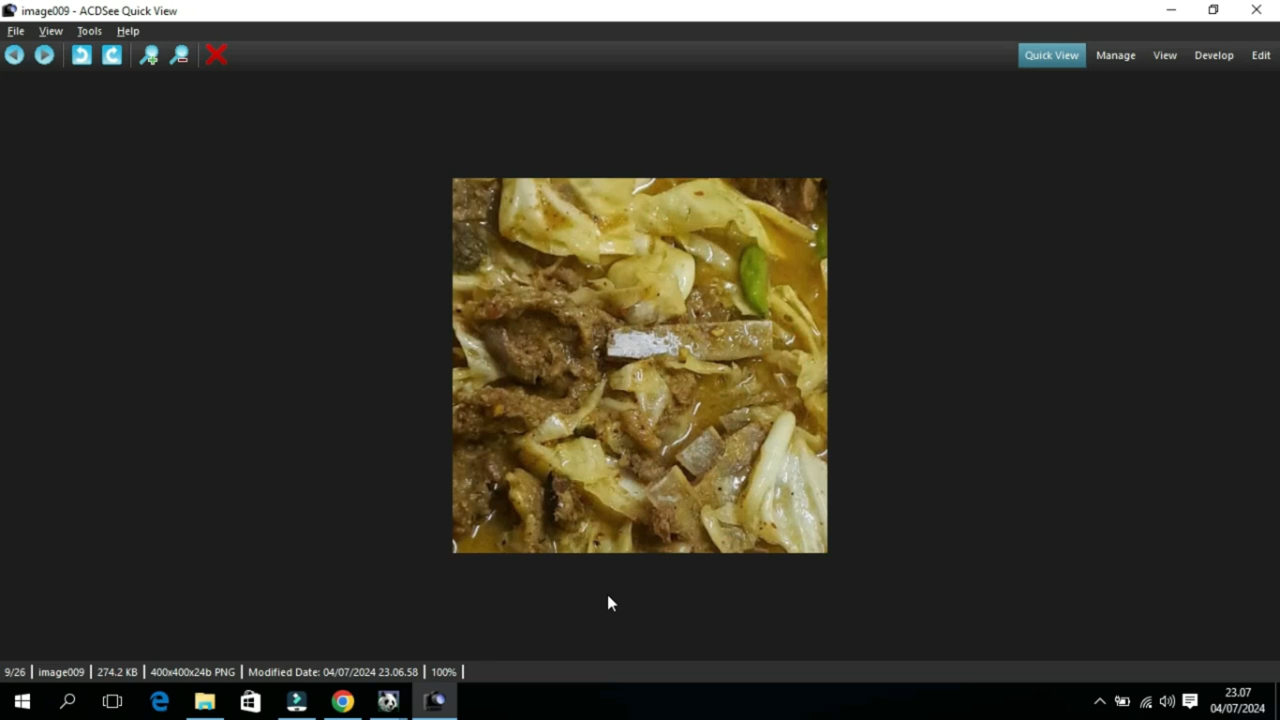 image009 - ACDSee Quick View
File View Tools Help
Quick View Manage View Develop Edit
9/26 image009 274.2 KB 400x400x24b PNG Modified Date: 04/07/2024 23.06.58 100%
23.07
04/07/2024